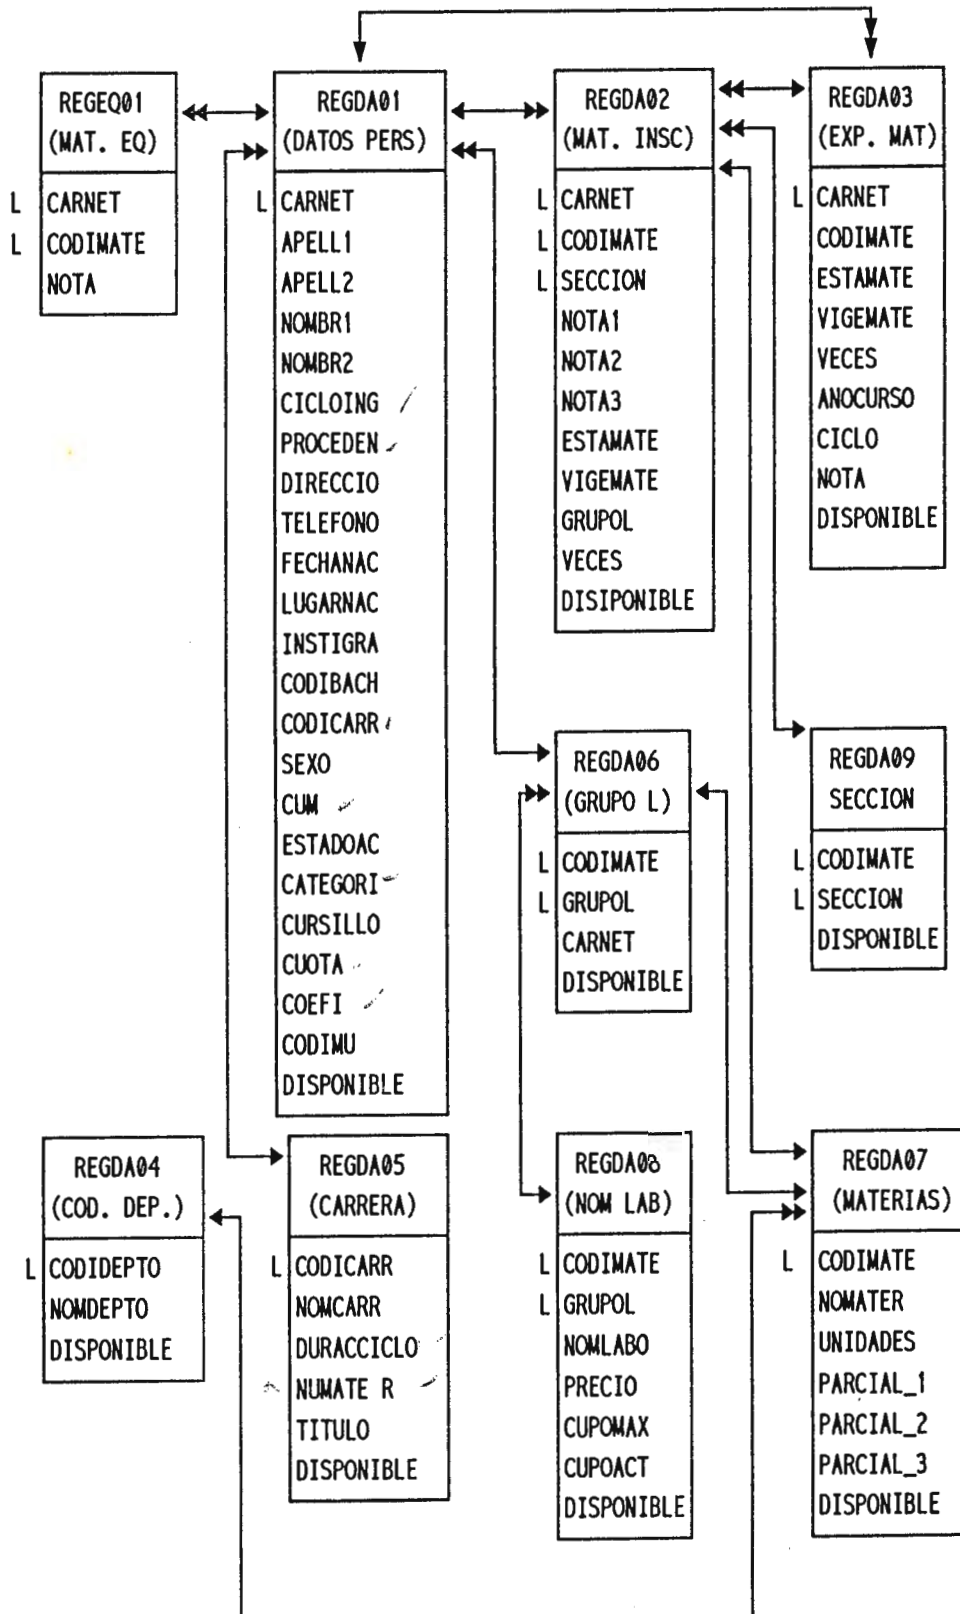 REGEQ01
(MAT. EQ)
L CARNET
L CODIMATE
NOTA
REGDA01
(DATOS PERS)
L CARNET
APELL1
APELL2
NOMBR1
NOMBR2
CICLOING
PROCEDEN
DIRECCIO
TELEFONO
FECHANAC
LUGARNAC
INSTIGRA
CODIBACH
CODICARR
SEXO
CUM
ESTADOAC
CATEGORI
CURSILLO
CUOTA
COEFI
CODIMU
DISPONIBLE
REGDA02
(MAT. INSC)
L CARNET
L CODIMATE
L SECCION
NOTA1
NOTA2
NOTA3
ESTAMATE
VIGEMATE
GRUPOL
VECES
DISIPONIBLE
REGDA03
(EXP. MAT)
L CARNET
CODIMATE
ESTAMATE
VIGEMATE
VECES
ANOCURSO
CICLO
NOTA
DISPONIBLE
REGDA06
(GRUPO L)
L CODIMATE
L GRUPOL
CARNET
DISPONIBLE
REGDA09
SECCION
L CODIMATE
L SECCION
DISPONIBLE
REGDA04
(COD. DEP.)
L CODIDEPTO
NOMDEPTO
DISPONIBLE
REGDA05
(CARRERA)
L CODICARR
NOMCARR
DURACCICLO
NUMATE R
TITULO
DISPONIBLE
REGDA08
(NOM LAB)
L CODIMATE
L GRUPOL
NOMLABO
PRECIO
CUPOMAX
CUPOACT
DISPONIBLE
REGDA07
(MATERIAS)
L CODIMATE
NOMATER
UNIDADES
PARCIAL_1
PARCIAL_2
PARCIAL_3
DISPONIBLE